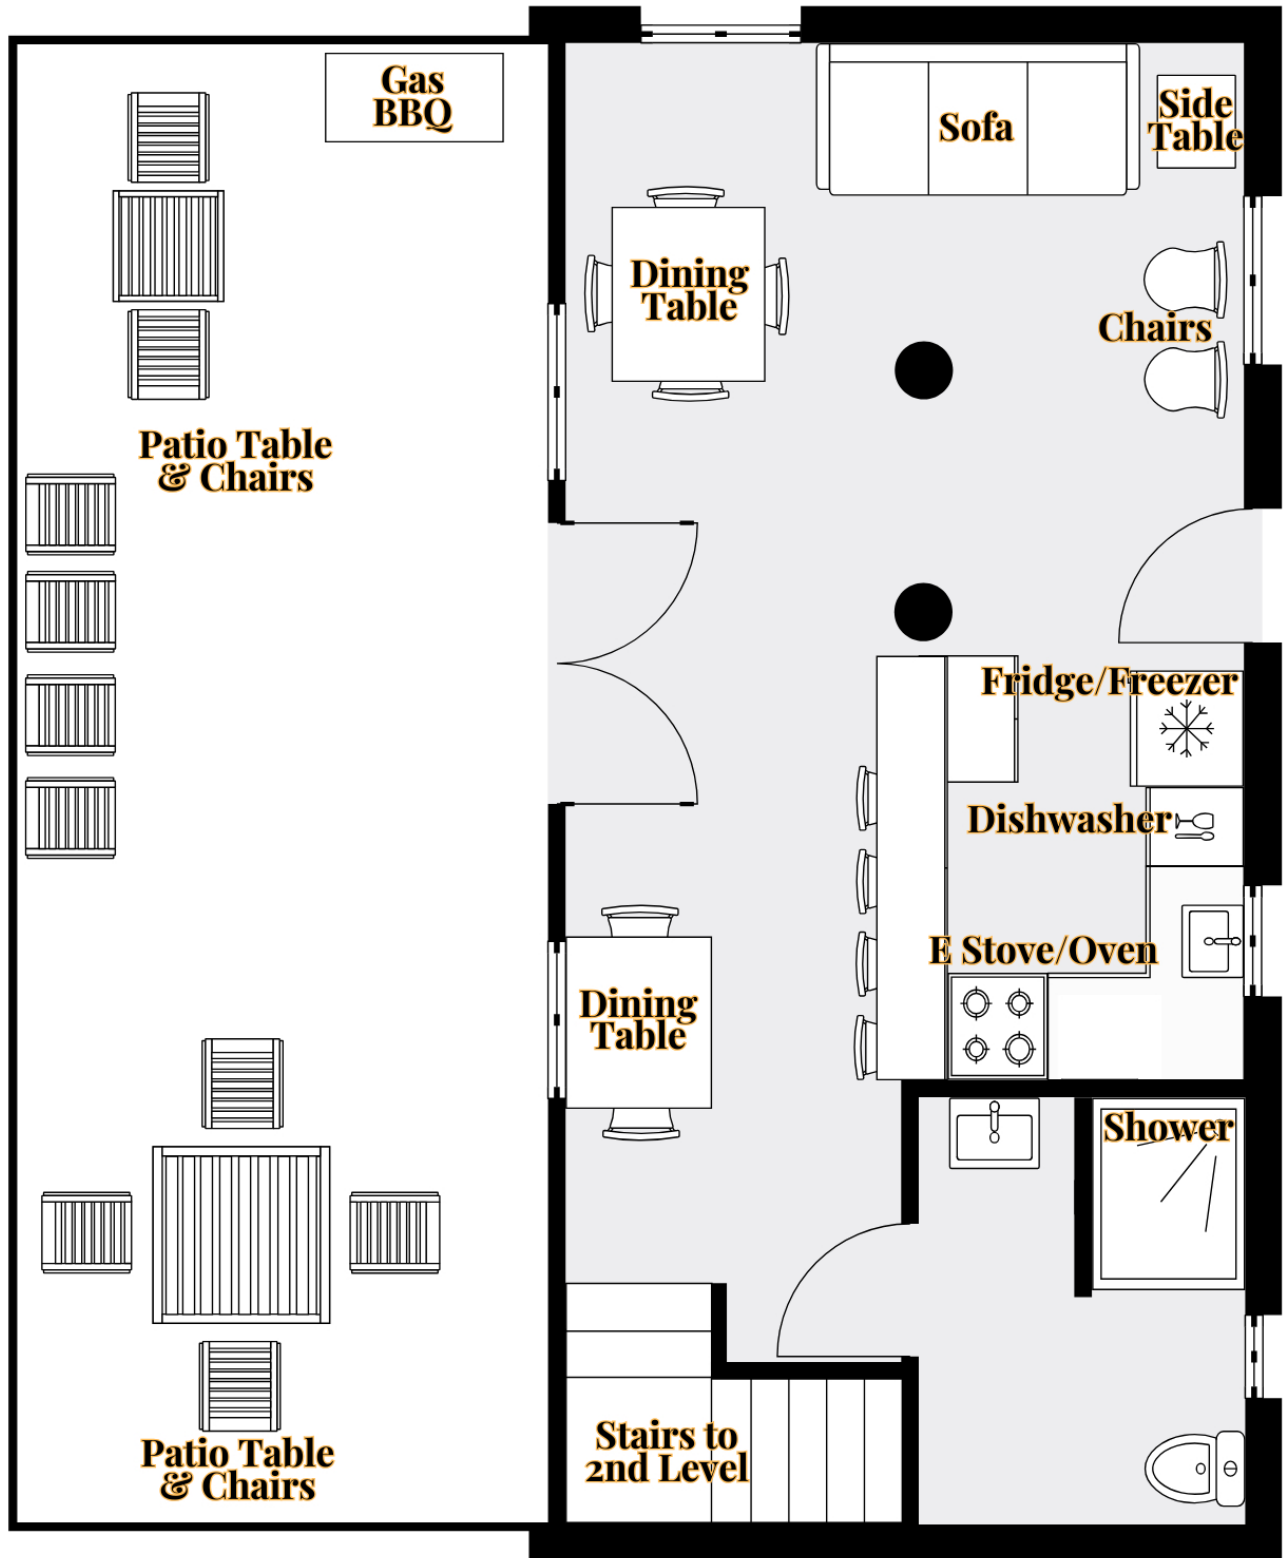 Gas
BBQ
Sofa
Side
Table
Dining
Table
Chairs
Patio Table
& Chairs
Fridge/Freezer
Dishwasher
E Stove/Oven
Dining
Table
Shower
Stairs to
2nd Level
Patio Table
& Chairs